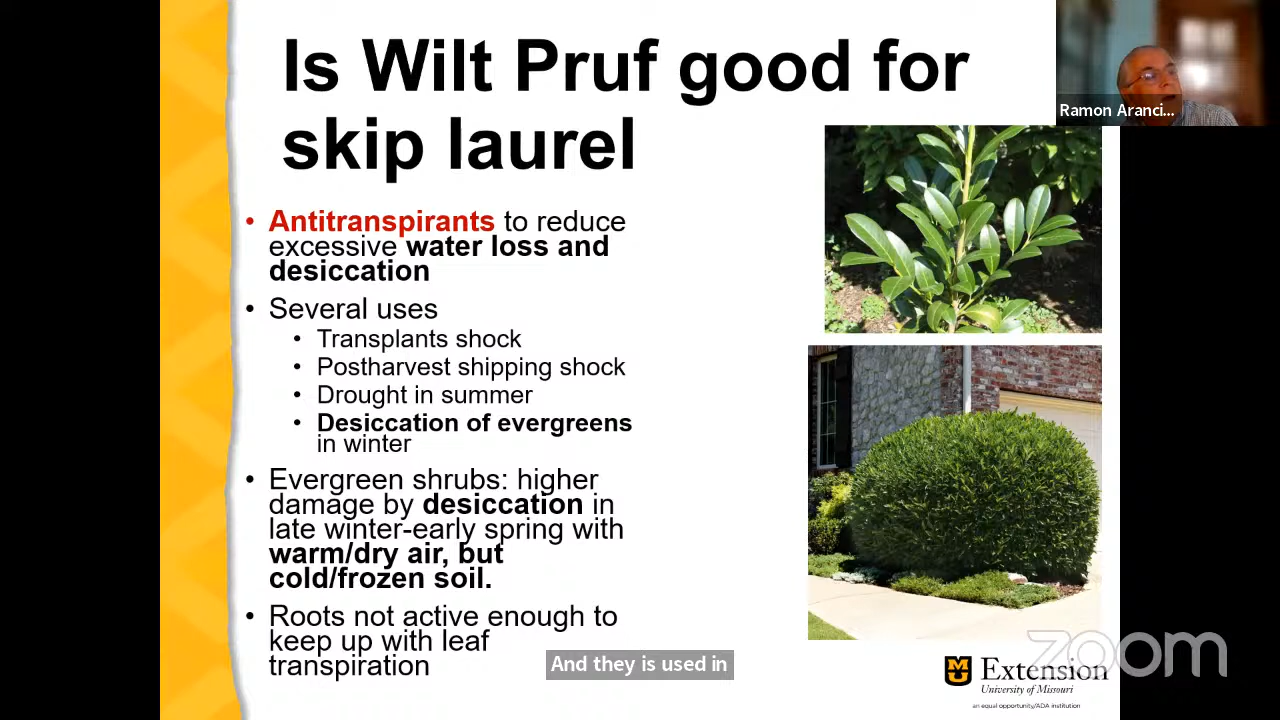 Is Wilt Pruf good for
skip laurel
Ramon Aranci...
• Antitranspirants to reduce
excessive water loss and
desiccation
• Several uses
• Transplants shock
• Postharvest shipping shock
• Drought in summer
• Desiccation of evergreens
in winter
• Evergreen shrubs: higher
damage by desiccation in
late winter-early spring with
warm/dry air, but
cold/frozen soil.
• Roots not active enough to
keep up with leaf
transpiration
And they is used in
zoom
MU Extension
University of Missouri
an equal opportunity/ADA institution